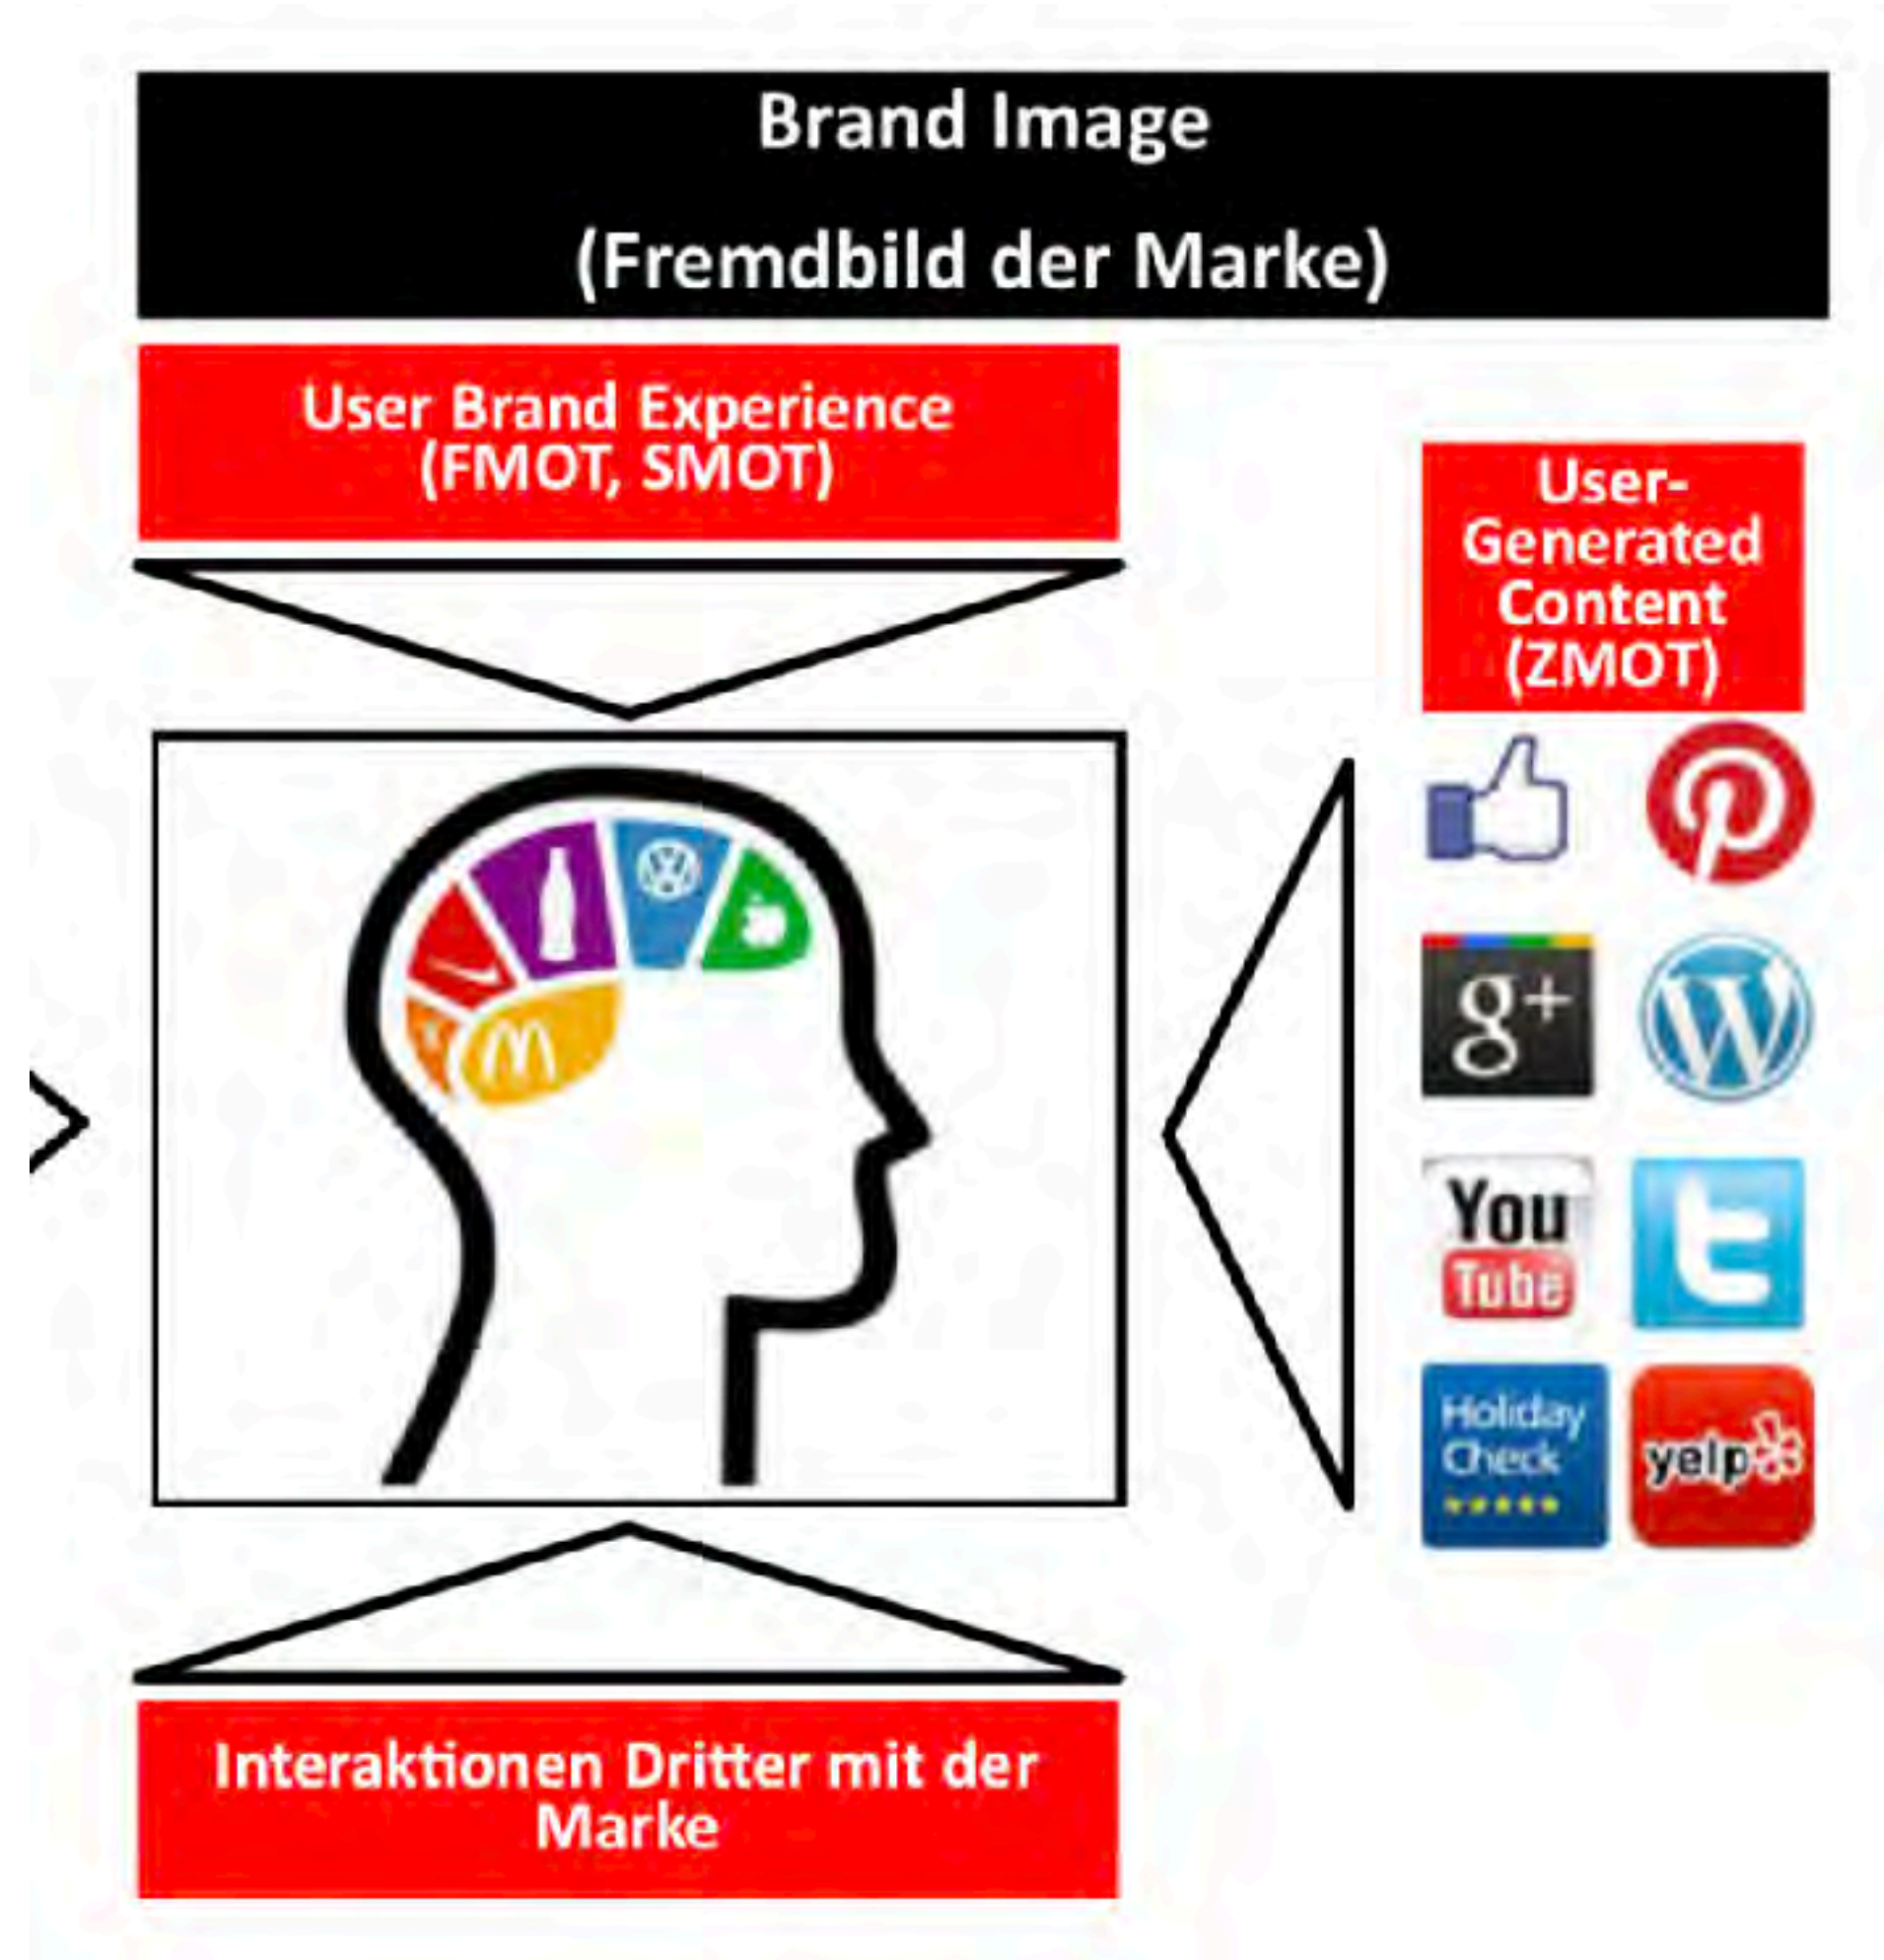 Brand Image
(Fremdbild der Marke)
User Brand Experience
(FMOT, SMOT)
User-
Generated
Content
(ZMOT)
g+
You
Tube
Holiday
Check
yelp
Interaktionen Dritter mit der
Marke